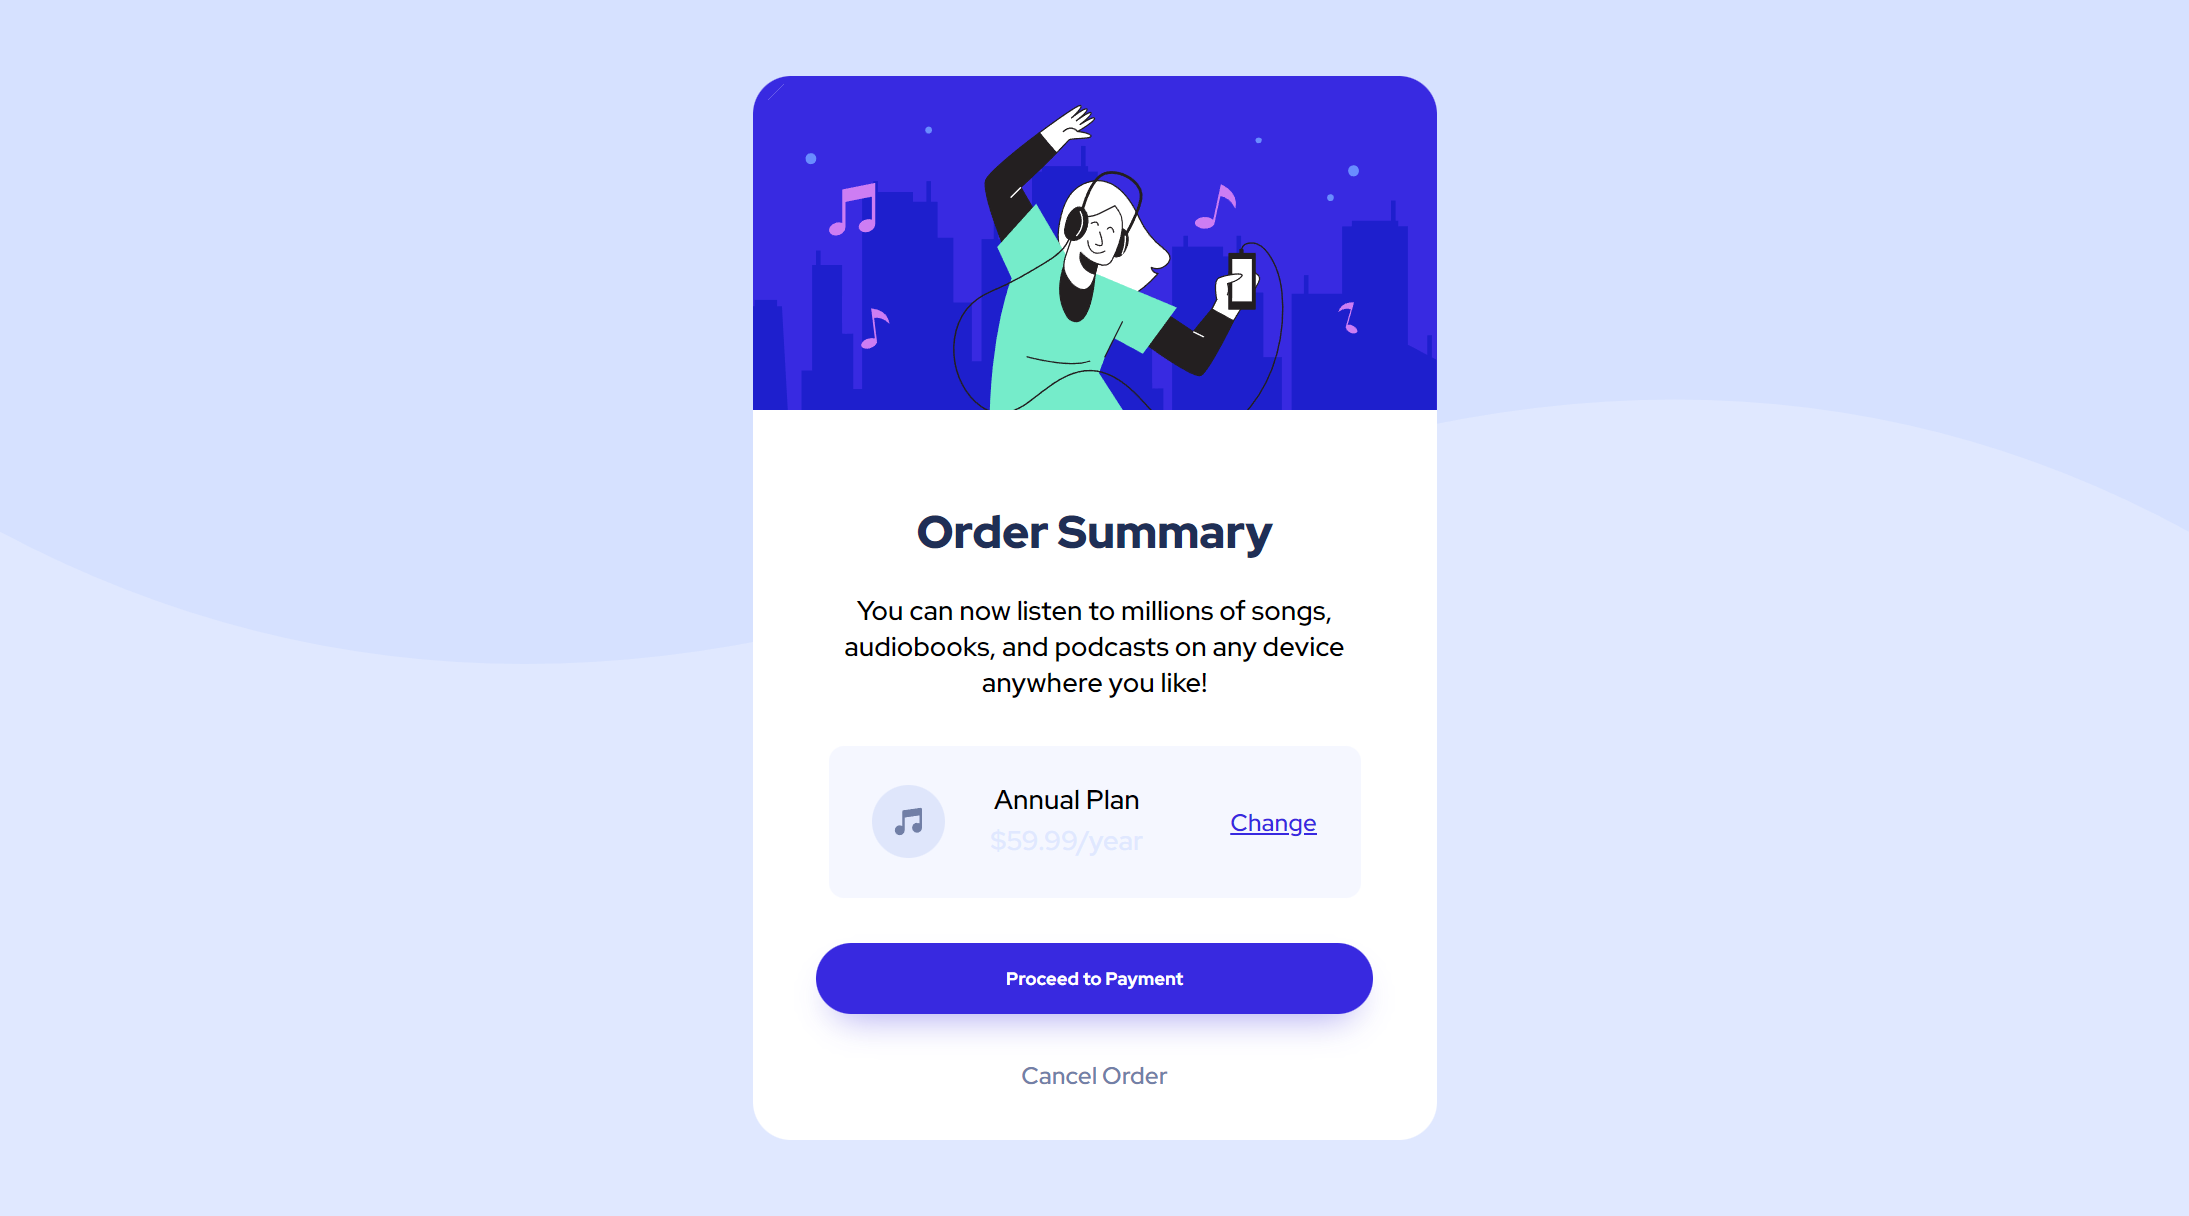 Order Summary
You can now listen to millions of songs,
audiobooks, and podcasts on any device
anywhere you like!
Annual Plan
$59.99/year
Change
Proceed to Payment
Cancel Order